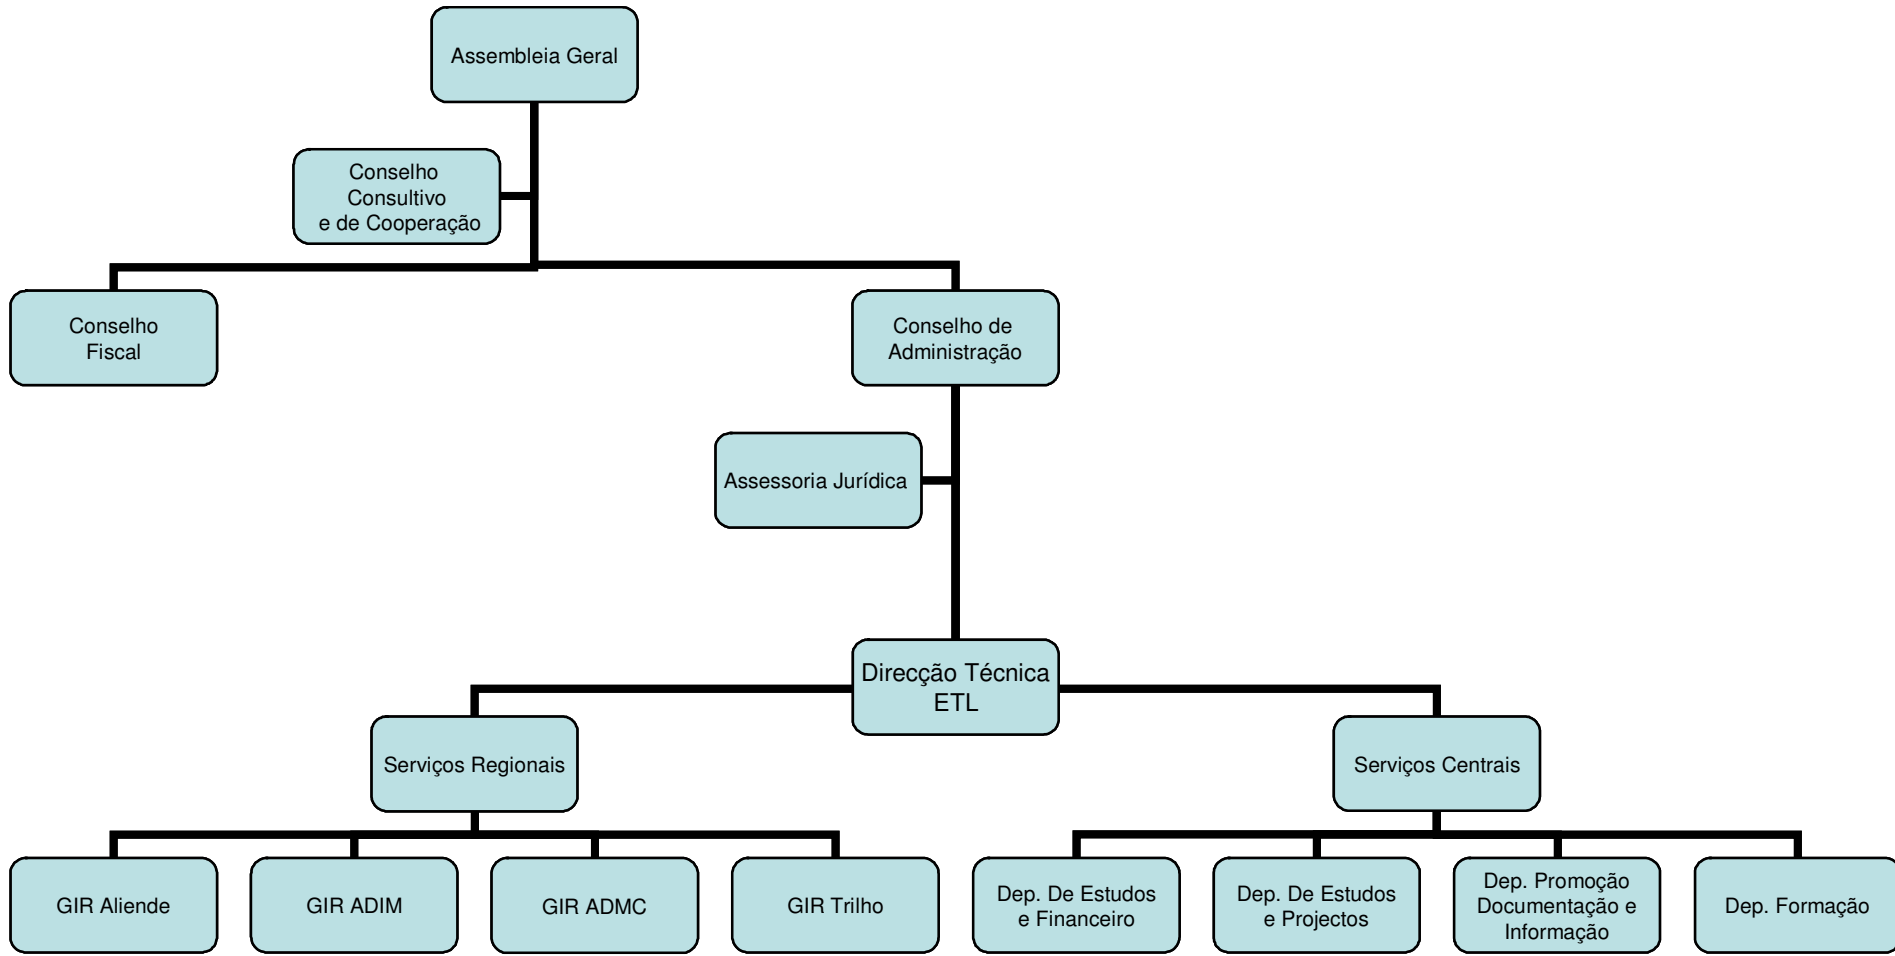 Assembleia Geral
Conselho
Consultivo
e de Cooperação
Conselho
Fiscal
Conselho de
Administração
Assessoria Jurídica
Direcção Técnica
ETL
Serviços Regionais
Serviços Centrais
GIR Aliende
GIR ADIM
GIR ADMC
GIR Trilho
Dep. De Estudos
e Financeiro
Dep. De Estudos
e Projectos
Dep. Promoção
Documentação e
Informação
Dep. Formação